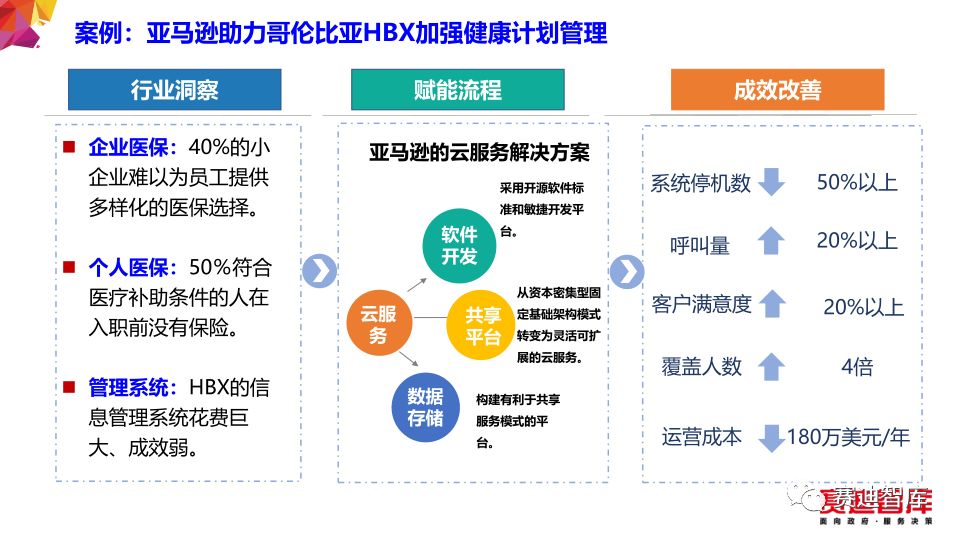 案例：亚马逊助力哥伦比亚HBX加强健康计划管理
行业洞察
企业医保：40%的小
企业难以为员工提供
多样化的医保选择。
个人医保：50%符合
医疗补助条件的人在
入职前没有保险。
管理系统：HBX的信
息管理系统花费巨
大、成效弱。
赋能流程
亚马逊的云服务解决方案
采用开源软件标
准和敏捷开发平
台。
软件
开发
从资本密集型固
定基础架构模式
转变为灵活可扩
展的云服务。
云服
务
共享
平台
数据
存储
构建有利于共享
服务模式的平
台。
成效改善
系统停机数 50%以上
呼叫量 20%以上
客户满意度 20%以上
覆盖人数 4倍
运营成本 180万美元/年
赛迪智库
赛迪智库
面向政府·服务决策